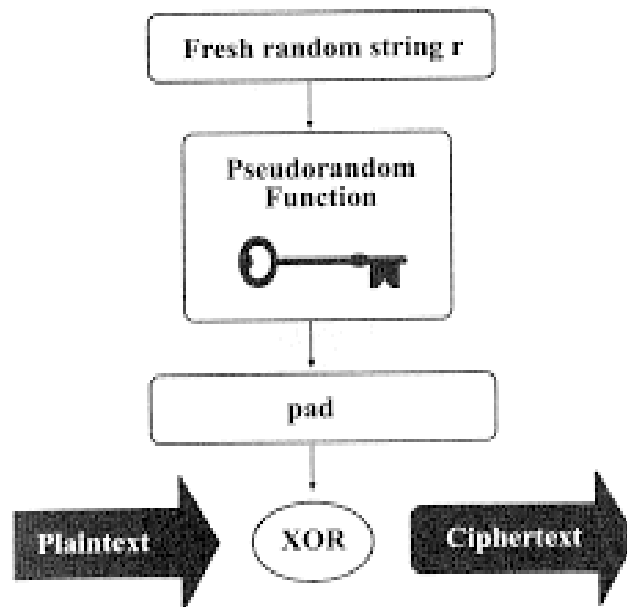 Fresh random string r
Pseudorandom
Function
pad
Plaintext
XOR
Ciphertext